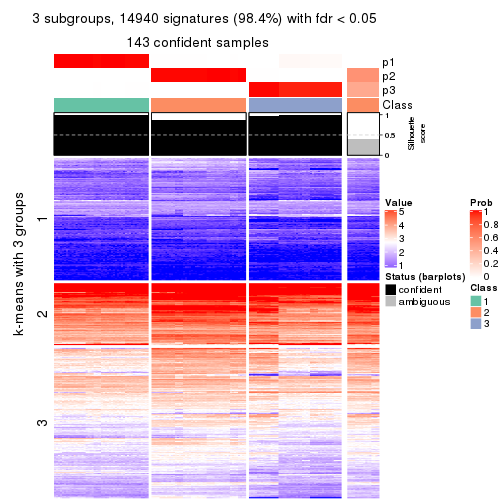 3 subgroups, 14940 signatures (98.4%) with fdr < 0.05
143 confident samples
p1
p2
p3
Class
1
0.5
0
Silhouette
score
k-means with 3 groups
1
2
3
Value
5
4
3
2
1
Status (barplots)
confident
ambiguous
Prob
1
0.8
0.6
0.4
0.2
0
Class
1
2
3